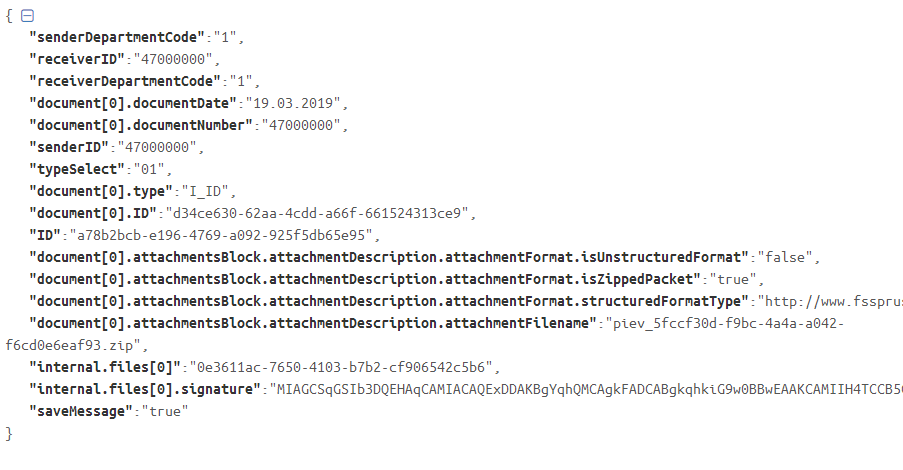 {
"senderDepartmentCode":"1",
"receiverID":"47000000",
"receiverDepartmentCode":"1",
"document[0].documentDate":"19.03.2019",
"document[0].documentNumber":"47000000",
"senderID":"47000000",
"typeSelect":"01",
"document[0].type":"I_ID",
"document[0].ID":"d34ce630-62aa-4cdd-a66f-661524313ce9",
"ID":"a78b2bcb-e196-4769-a092-925f5db65e95",
"document[0].attachmentsBlock.attachmentDescription.attachmentFormat.isUnstructuredFormat":"false",
"document[0].attachmentsBlock.attachmentDescription.attachmentFormat.isZippedPacket":"true",
"document[0].attachmentsBlock.attachmentDescription.attachmentFormat.structuredFormatType":"http://www.fssprus
"document[0].attachmentsBlock.attachmentDescription.attachmentFilename":"piev_5fccf30d-f9bc-4a4a-a042-
f6cd0e6eaf93.zip",
"internal.files[0]":"0e3611ac-7650-4103-b7b2-cf906542c5b6",
"internal.files[0].signature":"MIAGCSqGSIb3DQEHAqCAMIACAQExDDAKBgYqhQMCAgkFADCABgkqhkiG9w0BBwEAAKCAMIIH4TCCB5
"saveMessage":"true"
}